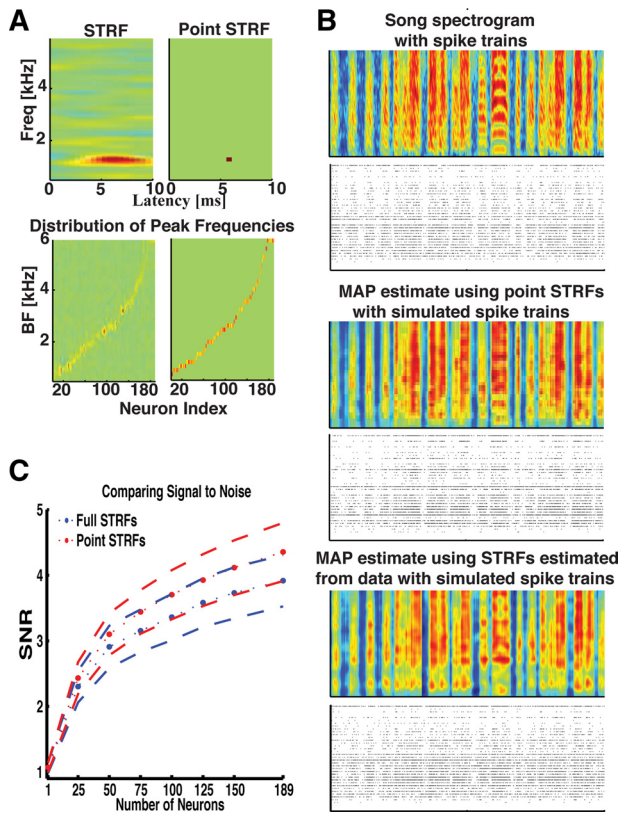 A
STRF
Point STRF
Freq [kHz]
4
2
0
5
10
0
5
10
Latency [ms]
Distribution of Peak Frequencies
BF [kHz]
6
4
2
20
100
180
20
100
180
Neuron Index
B
Song spectrogram
with spike trains
MAP estimate using point STRFs
with simulated spike trains
MAP estimate using STRFs estimated
from data with simulated spike trains
C
Comparing Signal to Noise
Full STRFs
Point STRFs
SNR
5
4
3
2
1
1
25
50
75
100
125
150
189
Number of Neurons